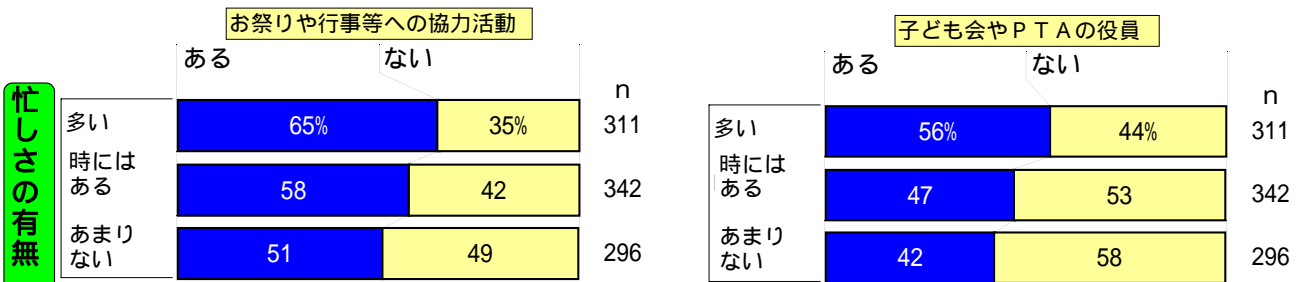 お祭りや行事等への協力活動
ある ない
n
忙しさの有無
多い 65% 35% 311
時には
ある 58 42 342
あまり
ない 51 49 296
子ども会やＰＴＡの役員
ある ない
n
多い 56% 44% 311
時には
ある 47 53 342
あまり
ない 42 58 296